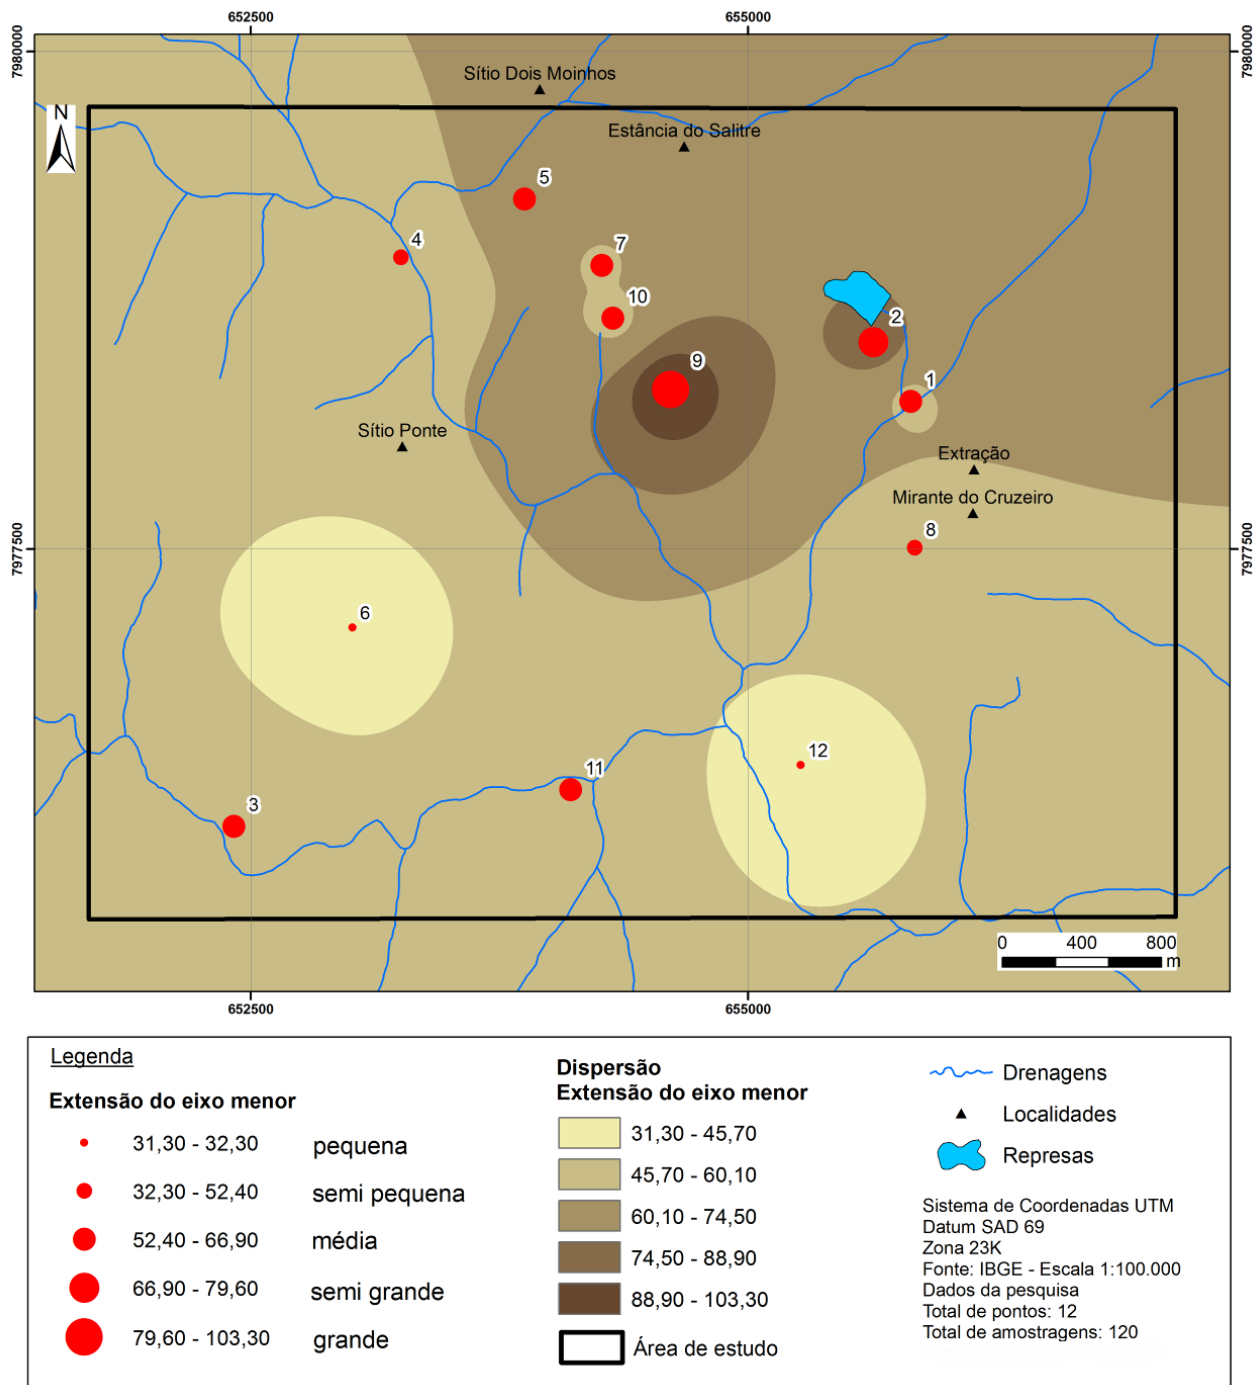 652500
655000
7980000
7980000
Sítio Dois Moinhos
N
Estância do Salitre
5
4
7
10
2
9
1
Sítio Ponte
Extração
Mirante do Cruzeiro
8
7977500
7977500
6
12
11
3
0 400 800
m
652500
655000
Legenda
Extensão do eixo menor
31,30 - 32,30 pequena
32,30 - 52,40 semi pequena
52,40 - 66,90 média
66,90 - 79,60 semi grande
79,60 - 103,30 grande
Dispersão
Extensão do eixo menor
31,30 - 45,70
45,70 - 60,10
60,10 - 74,50
74,50 - 88,90
88,90 - 103,30
Área de estudo
Drenagens
Localidades
Represas
Sistema de Coordenadas UTM
Datum SAD 69
Zona 23K
Fonte: IBGE - Escala 1:100.000
Dados da pesquisa
Total de pontos: 12
Total de amostragens: 120